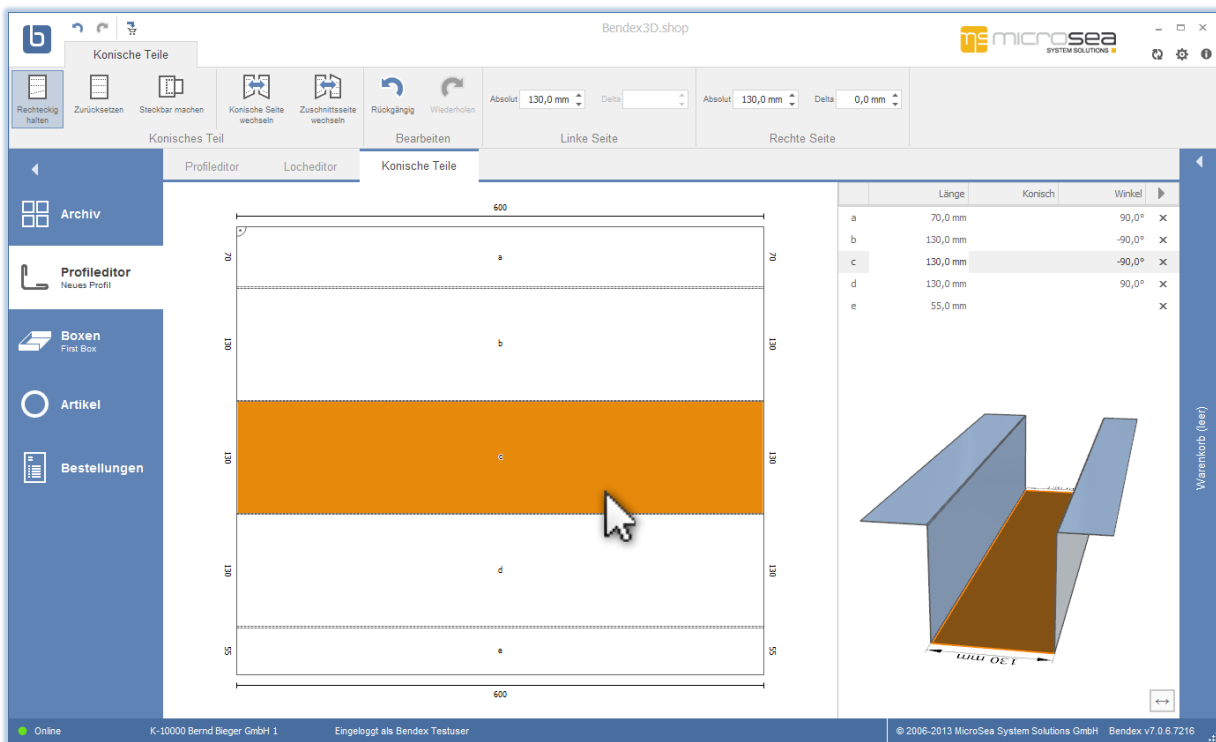 Bendex3D.shop
b
ms microsea
SYSTEM SOLUTIONS
Konische Teile
Rechteckig halten
Zurücksetzen
Steckbar machen
Konische Seite wechseln
Zuschnittsseite wechseln
Rückgängig
Wiederholen
Absolut 130,0 mm Delta
Absolut 130,0 mm Delta 0,0 mm
Konisches Teil
Bearbeiten
Linke Seite
Rechte Seite
Profileditor Locheditor Konische Teile
Archiv
Profileditor
Neues Profil
Boxen
First Box
Artikel
Bestellungen
600
70 a 70
130 b 130
130 c 130
130 d 130
55 e 55
600
Länge Konisch Winkel
a 70,0 mm 90,0°
b 130,0 mm -90,0°
c 130,0 mm -90,0°
d 130,0 mm 90,0°
e 55,0 mm
130 mm
Warenkorb (leer)
Online K-10000 Bernd Bieger GmbH 1 Eingeloggt als Bendex Testuser © 2006-2013 MicroSea System Solutions GmbH Bendex v7.0.6.7216